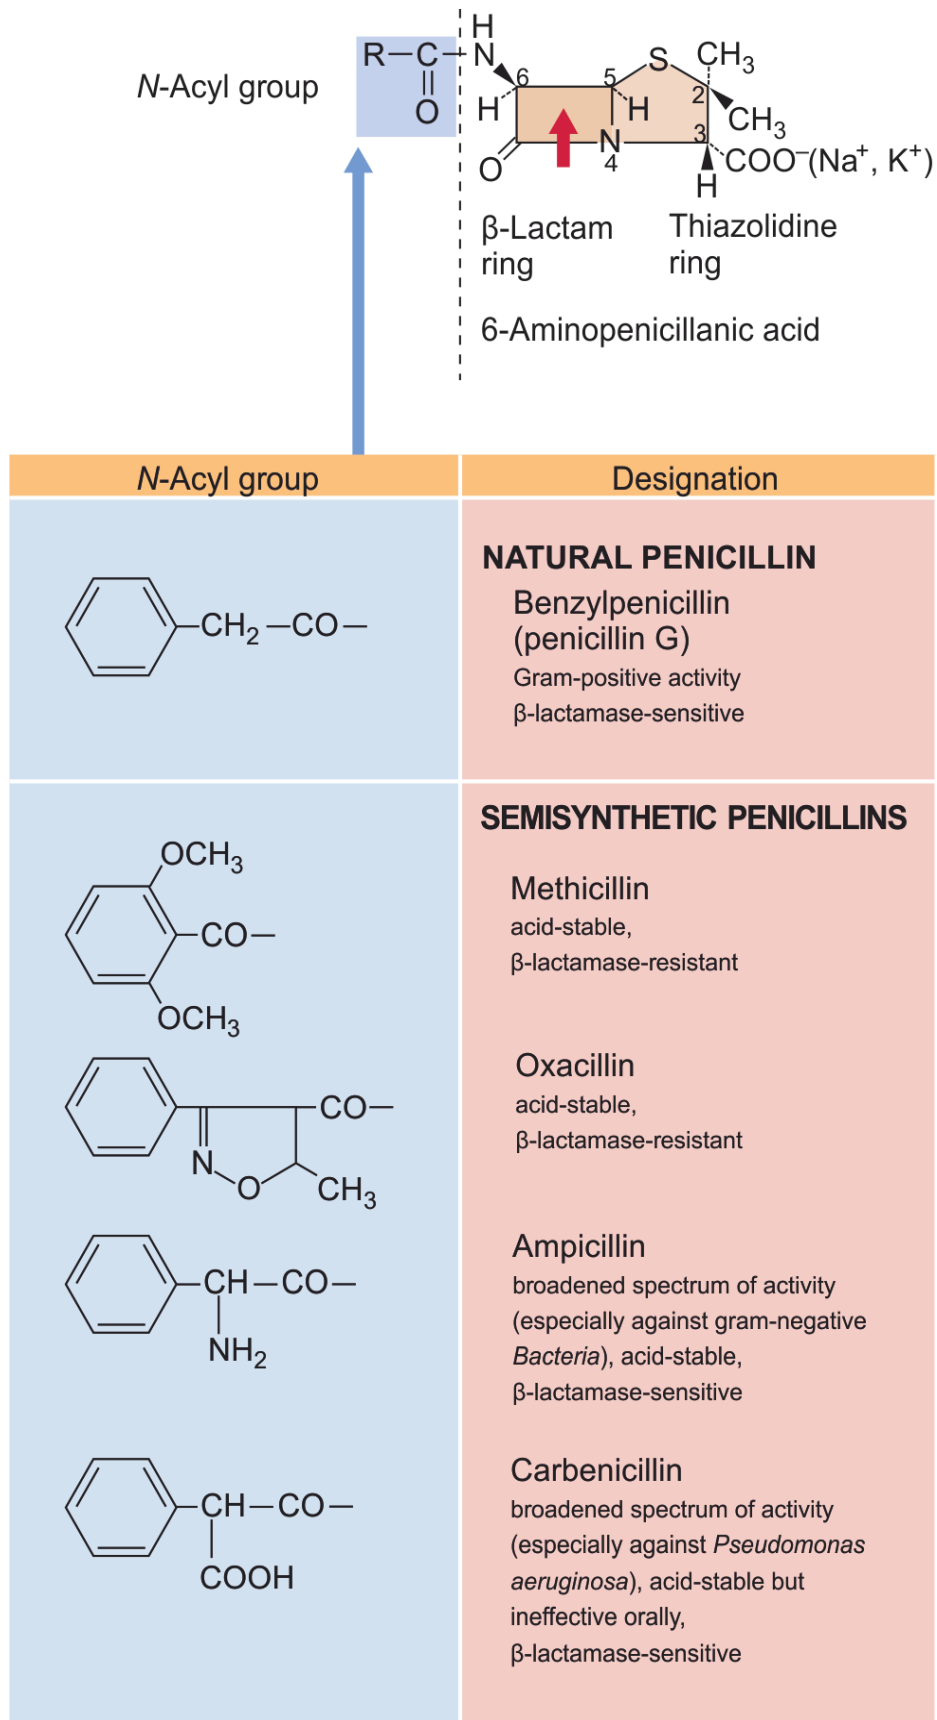 N-Acyl group
R—C—N
H
O
H
6
5
S
CH₃
2
H
CH₃
3
O
N
4
COO⁻(Na⁺, K⁺)
H
β-Lactam
ring
Thiazolidine
ring
6-Aminopenicillanic acid
N-Acyl group
Designation
NATURAL PENICILLIN
Benzylpenicillin
(penicillin G)
Gram-positive activity
β-lactamase-sensitive
CH₂—CO—
SEMISYNTHETIC PENICILLINS
OCH₃
CO—
OCH₃
Methicillin
acid-stable,
β-lactamase-resistant
CO—
N
O
CH₃
Oxacillin
acid-stable,
β-lactamase-resistant
CH—CO—
NH₂
Ampicillin
broadened spectrum of activity
(especially against gram-negative
Bacteria), acid-stable,
β-lactamase-sensitive
CH—CO—
COOH
Carbenicillin
broadened spectrum of activity
(especially against Pseudomonas
aeruginosa), acid-stable but
ineffective orally,
β-lactamase-sensitive